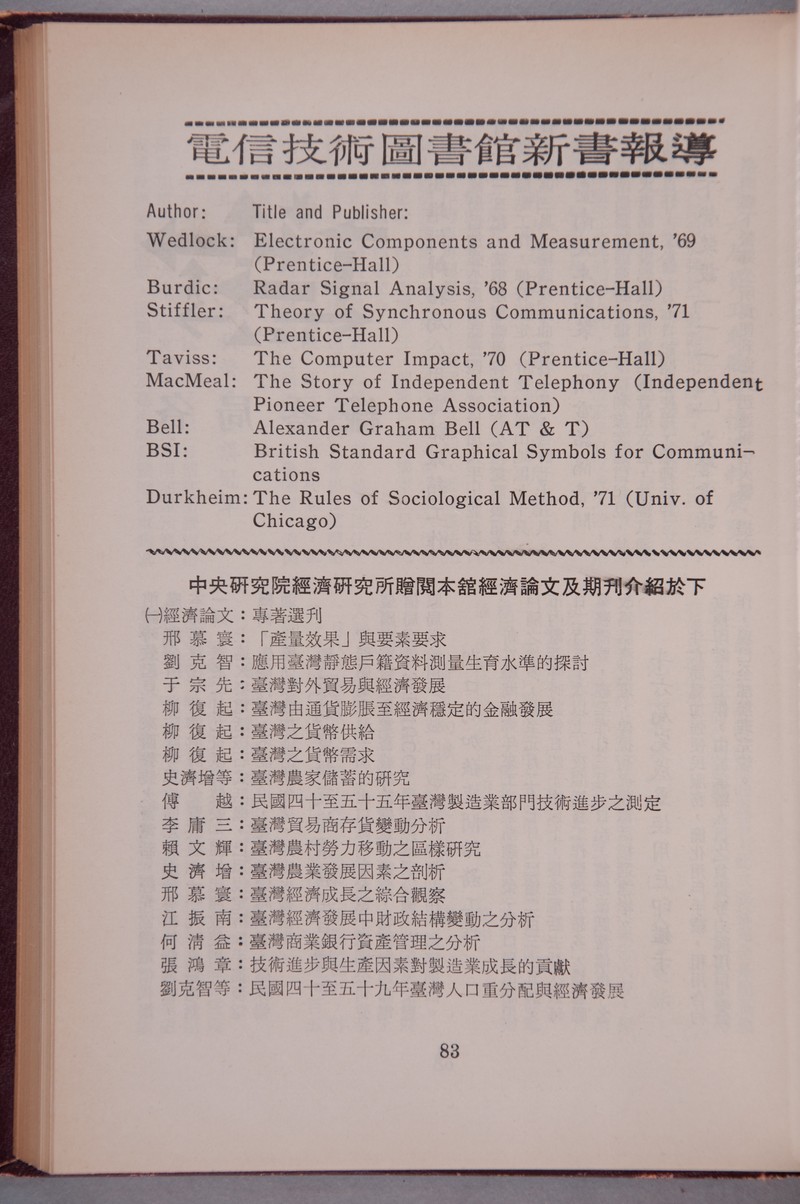 電信技術圖書館新書報導
Author: Title and Publisher:
Wedlock: Electronic Components and Measurement, ’69
(Prentice-Hall)
Burdic: Radar Signal Analysis, ’68 (Prentice-Hall)
Stiffler: Theory of Synchronous Communications, ’71
(Prentice-Hall)
Taviss: The Computer Impact, ’70 (Prentice-Hall)
MacMeal: The Story of Independent Telephony (Independent
Pioneer Telephone Association)
Bell: Alexander Graham Bell (AT & T)
BSI: British Standard Graphical Symbols for Communi-
cations
Durkheim: The Rules of Sociological Method, ’71 (Univ. of
Chicago)
中央研究院經濟研究所贈閱本舘經濟論文及期刋介紹於下
㈠經濟論文：專著選刋
邢慕寰：「產量效果」與要素要求
劉克智：應用臺灣靜態戶籍資料測量生育水準的探討
于宗先：臺灣對外貿易與經濟發展
柳復起：臺灣由通貨膨脹至經濟穩定的金融發展
柳復起：臺灣之貨幣供給
柳復起：臺灣之貨幣需求
史濟增等：臺灣農家儲蓄的研究
傅越：民國四十至五十五年臺灣製造業部門技術進步之測定
李庸三：臺灣貿易商存貨變動分析
賴文輝：臺灣農村勞力移動之區樣研究
史濟增：臺灣農業發展因素之剖析
邢慕寰：臺灣經濟成長之綜合觀察
江振南：臺灣經濟發展中財政結構變動之分析
何清益：臺灣商業銀行資產管理之分析
張鴻章：技術進步與生產因素對製造業成長的貢獻
劉克智等：民國四十至五十九年臺灣人口重分配與經濟發展
83